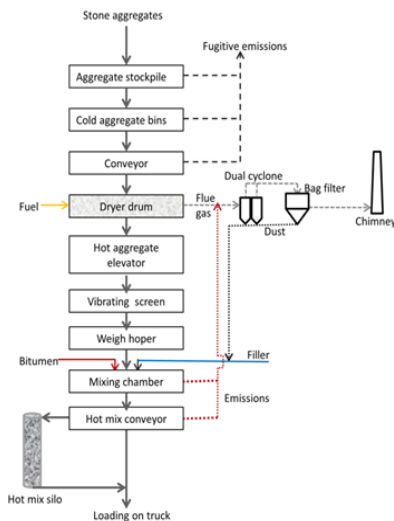 Stone aggregates
Fugitive emissions
Aggregate stockpile
Cold aggregate bins
Conveyor
Dual cyclone
Bag filter
Fuel
Dryer drum
Flue
gas
Chimney
Dust
Hot aggregate
elevator
Vibrating screen
Weigh hoper
Bitumen
Filler
Mixing chamber
Emissions
Hot mix conveyor
Hot mix silo
Loading on truck